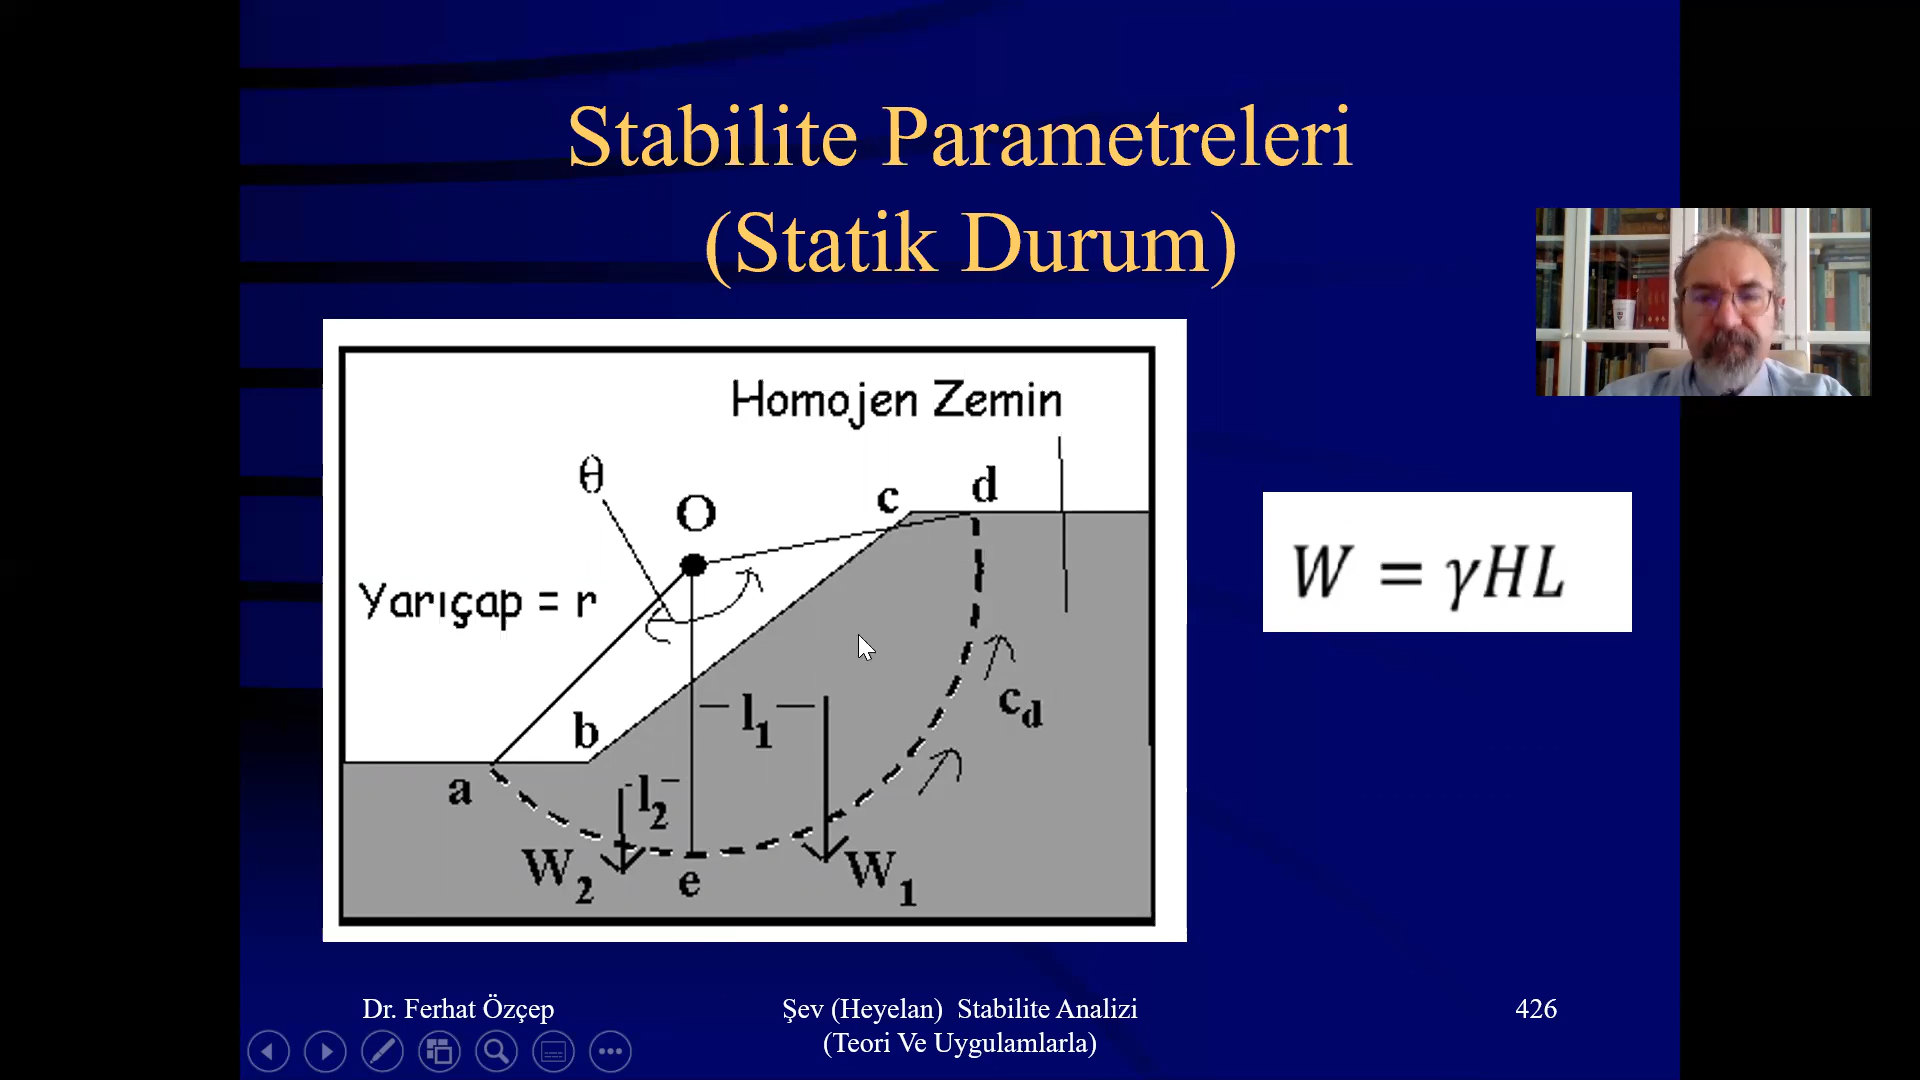 Stabilite Parametreleri
(Statik Durum)
Homojen Zemin
θ
O
c
d
Yarıçap = r
b
l₁
c_d
a
l₂
W₂
e
W₁
W = γHL
Dr. Ferhat Özçep
Şev (Heyelan) Stabilite Analizi
(Teori Ve Uygulamlarla)
426